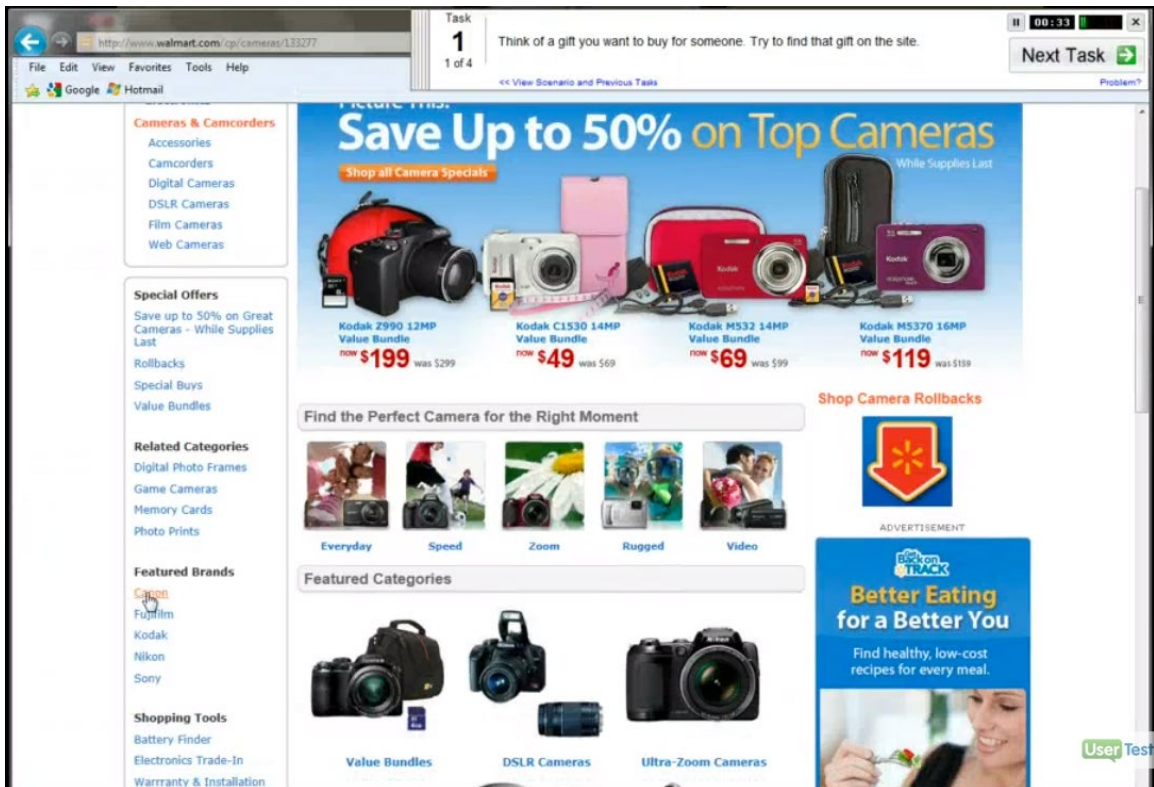 Task
1
1 of 4
Think of a gift you want to buy for someone. Try to find that gift on the site.
<< View Scenario and Previous Tasks
00:33
Next Task
Problem?
http://www.walmart.com/cp/cameras/133277
File Edit View Favorites Tools Help
Google Hotmail
Cameras & Camcorders
Accessories
Camcorders
Digital Cameras
DSLR Cameras
Film Cameras
Web Cameras
Special Offers
Save up to 50% on Great
Cameras - While Supplies
Last
Rollbacks
Special Buys
Value Bundles
Related Categories
Digital Photo Frames
Game Cameras
Memory Cards
Photo Prints
Featured Brands
Canon
Fujifilm
Kodak
Nikon
Sony
Shopping Tools
Battery Finder
Electronics Trade-In
Warrranty & Installation
Picture This:
Save Up to 50% on Top Cameras
While Supplies Last
Shop all Camera Specials
Kodak Z990 12MP
Value Bundle
now $199 was $299
Kodak C1530 14MP
Value Bundle
now $49 was $69
Kodak M532 14MP
Value Bundle
now $69 was $99
Kodak M5370 16MP
Value Bundle
now $119 was $159
Find the Perfect Camera for the Right Moment
Everyday Speed Zoom Rugged Video
Featured Categories
Value Bundles DSLR Cameras Ultra-Zoom Cameras
Shop Camera Rollbacks
ADVERTISEMENT
Get
Back on
TRACK
Better Eating
for a Better You
Find healthy, low-cost
recipes for every meal.
User Test